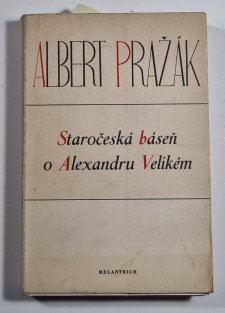 ALBERT PRAŽÁK
Staročeská báseň
o Alexandru Velikém
MELANTRICH